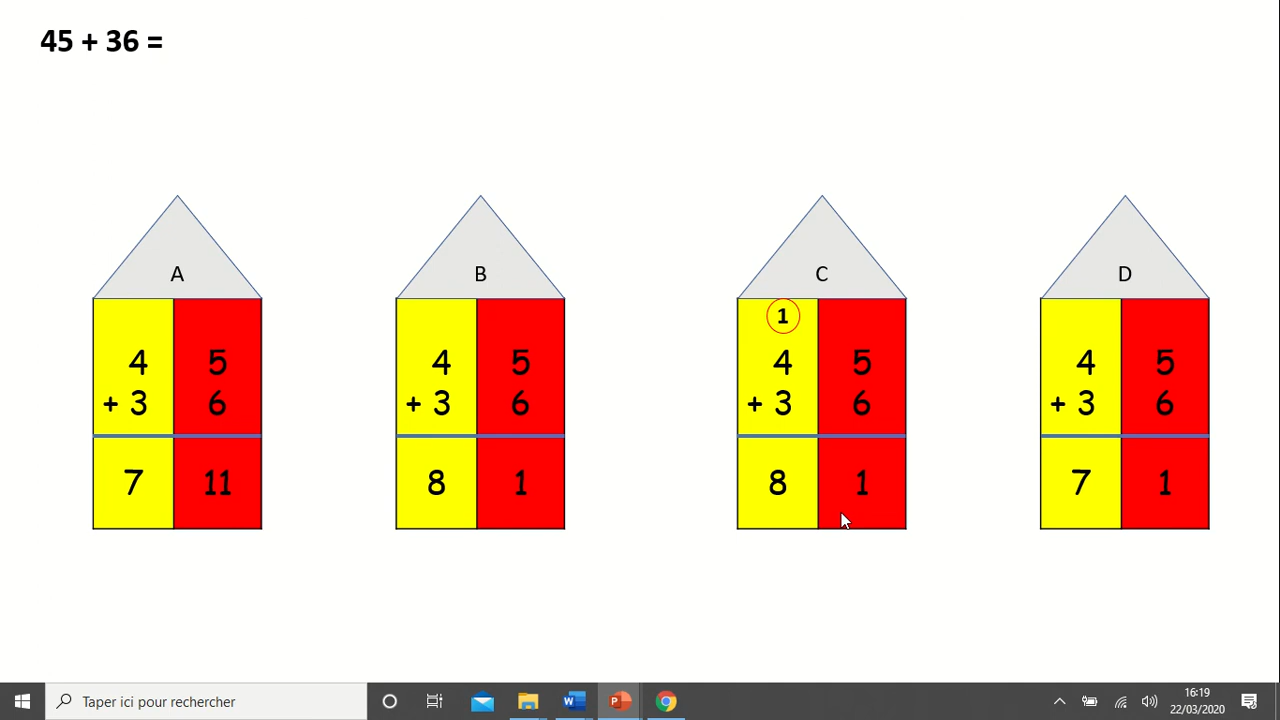 45 + 36 =
A
4 5
+ 3 6
7 11
B
4 5
+ 3 6
8 1
C
1
4 5
+ 3 6
8 1
D
4 5
+ 3 6
7 1
Taper ici pour rechercher
16:19
22/03/2020